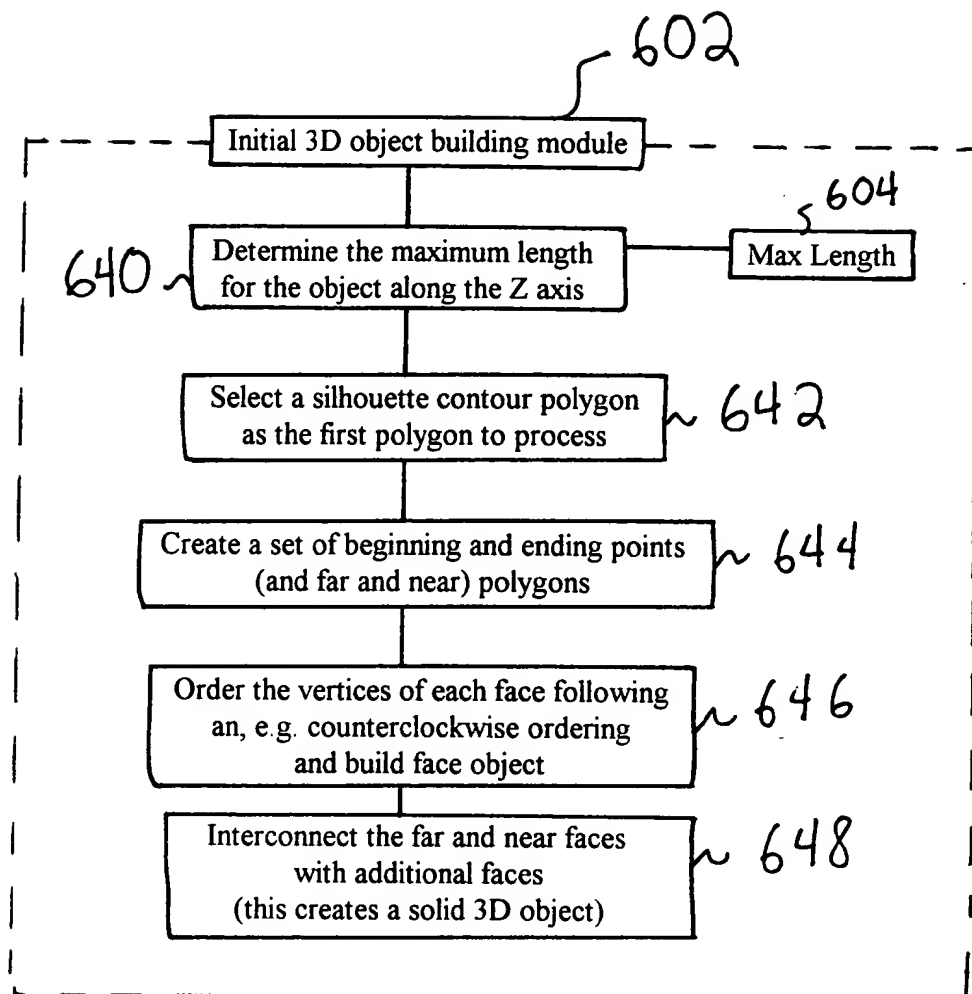 602
Initial 3D object building module
604
640
Determine the maximum length
for the object along the Z axis
Max Length
Select a silhouette contour polygon
as the first polygon to process
642
Create a set of beginning and ending points
(and far and near) polygons
644
Order the vertices of each face following
an, e.g. counterclockwise ordering
and build face object
646
Interconnect the far and near faces
with additional faces
(this creates a solid 3D object)
648